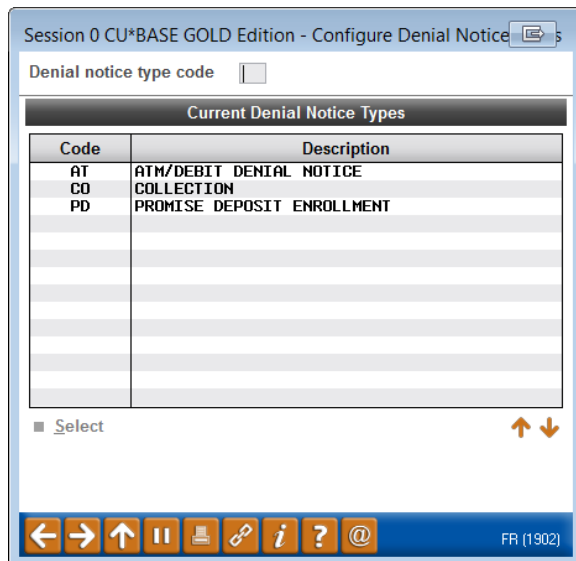 Session 0 CU*BASE GOLD Edition - Configure Denial Notice s
Denial notice type code
Current Denial Notice Types
Code Description
AT ATM/DEBIT DENIAL NOTICE
CO COLLECTION
PD PROMISE DEPOSIT ENROLLMENT
Select
i ? @ FR (1902)